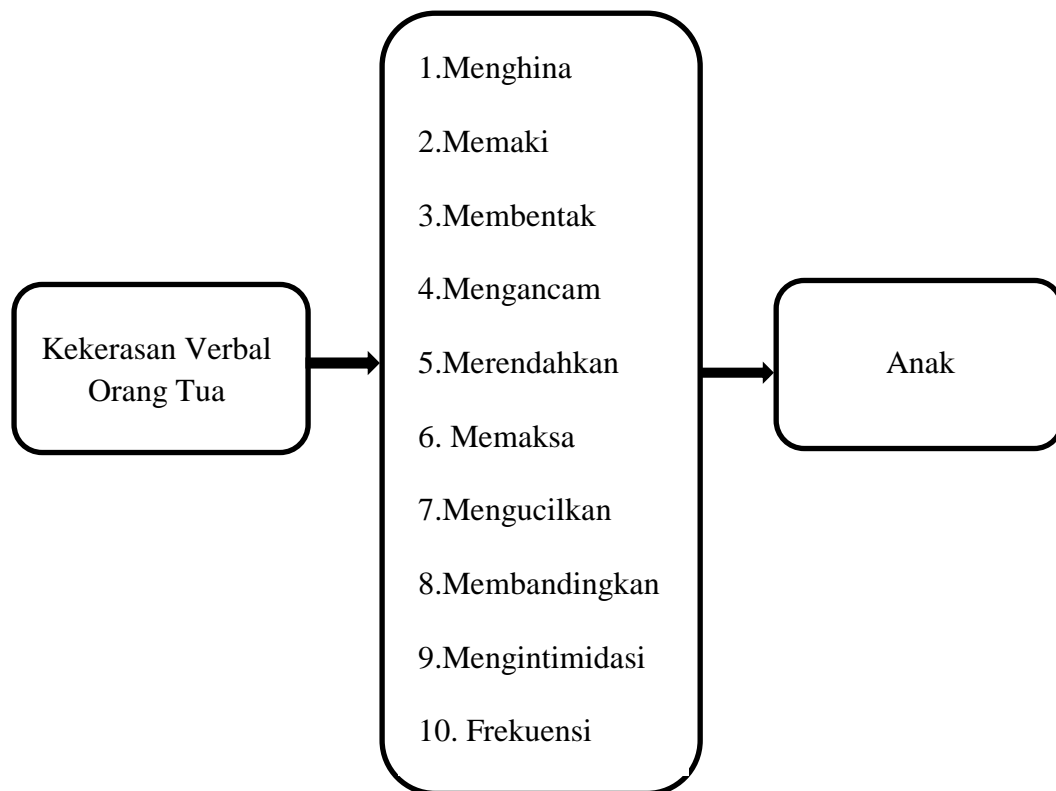 Kekerasan Verbal
Orang Tua
1.Menghina
2.Memaki
3.Membentak
4.Mengancam
5.Merendahkan
6. Memaksa
7.Mengucilkan
8.Membandingkan
9.Mengintimidasi
10. Frekuensi
Anak